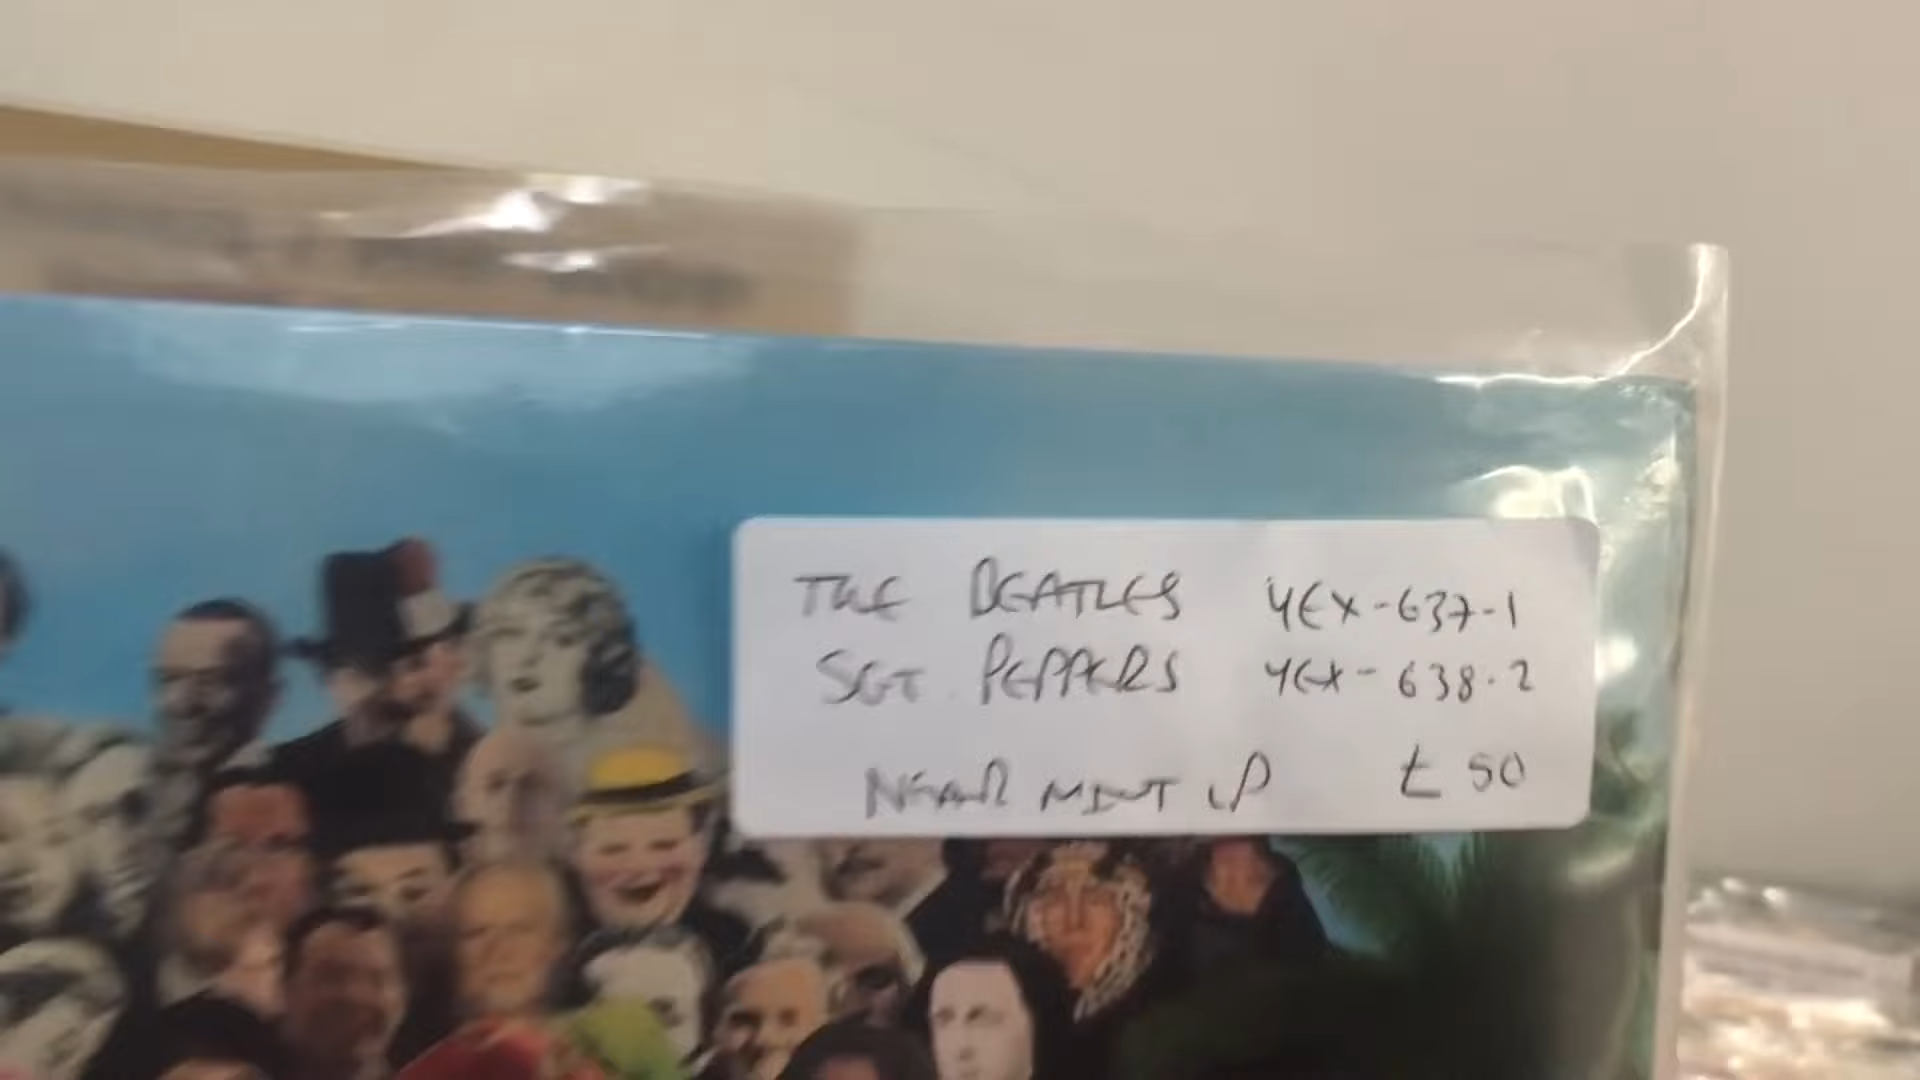 THE BEATLES YEX-637-1
SGT. PEPPERS YEX-638.2
NEAR MINT LP £50